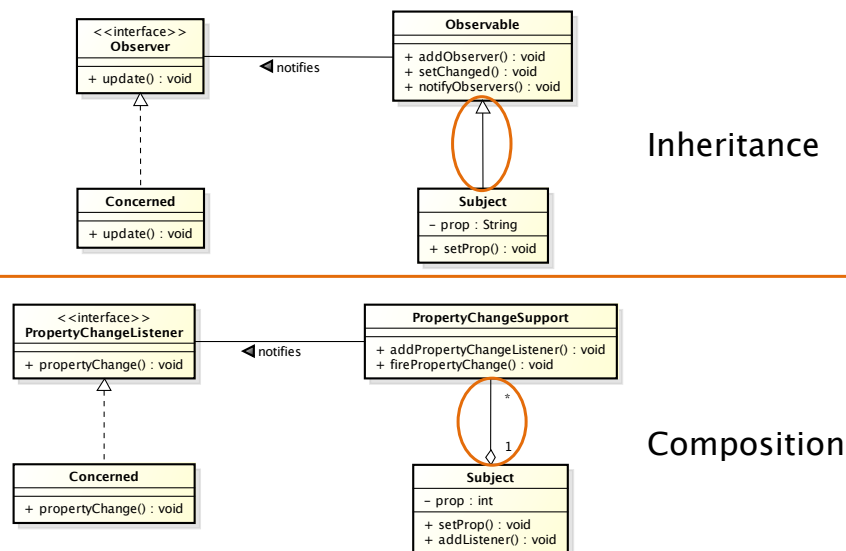 <<interface>>
Observer
+ update() : void
notifies
Observable
+ addObserver() : void
+ setChanged() : void
+ notifyObservers() : void
Inheritance
Concerned
+ update() : void
Subject
– prop : String
+ setProp() : void
<<interface>>
PropertyChangeListener
+ propertyChange() : void
notifies
PropertyChangeSupport
+ addPropertyChangeListener() : void
+ firePropertyChange() : void
*
1
Composition
Concerned
+ propertyChange() : void
Subject
– prop : int
+ setProp() : void
+ addListener() : void